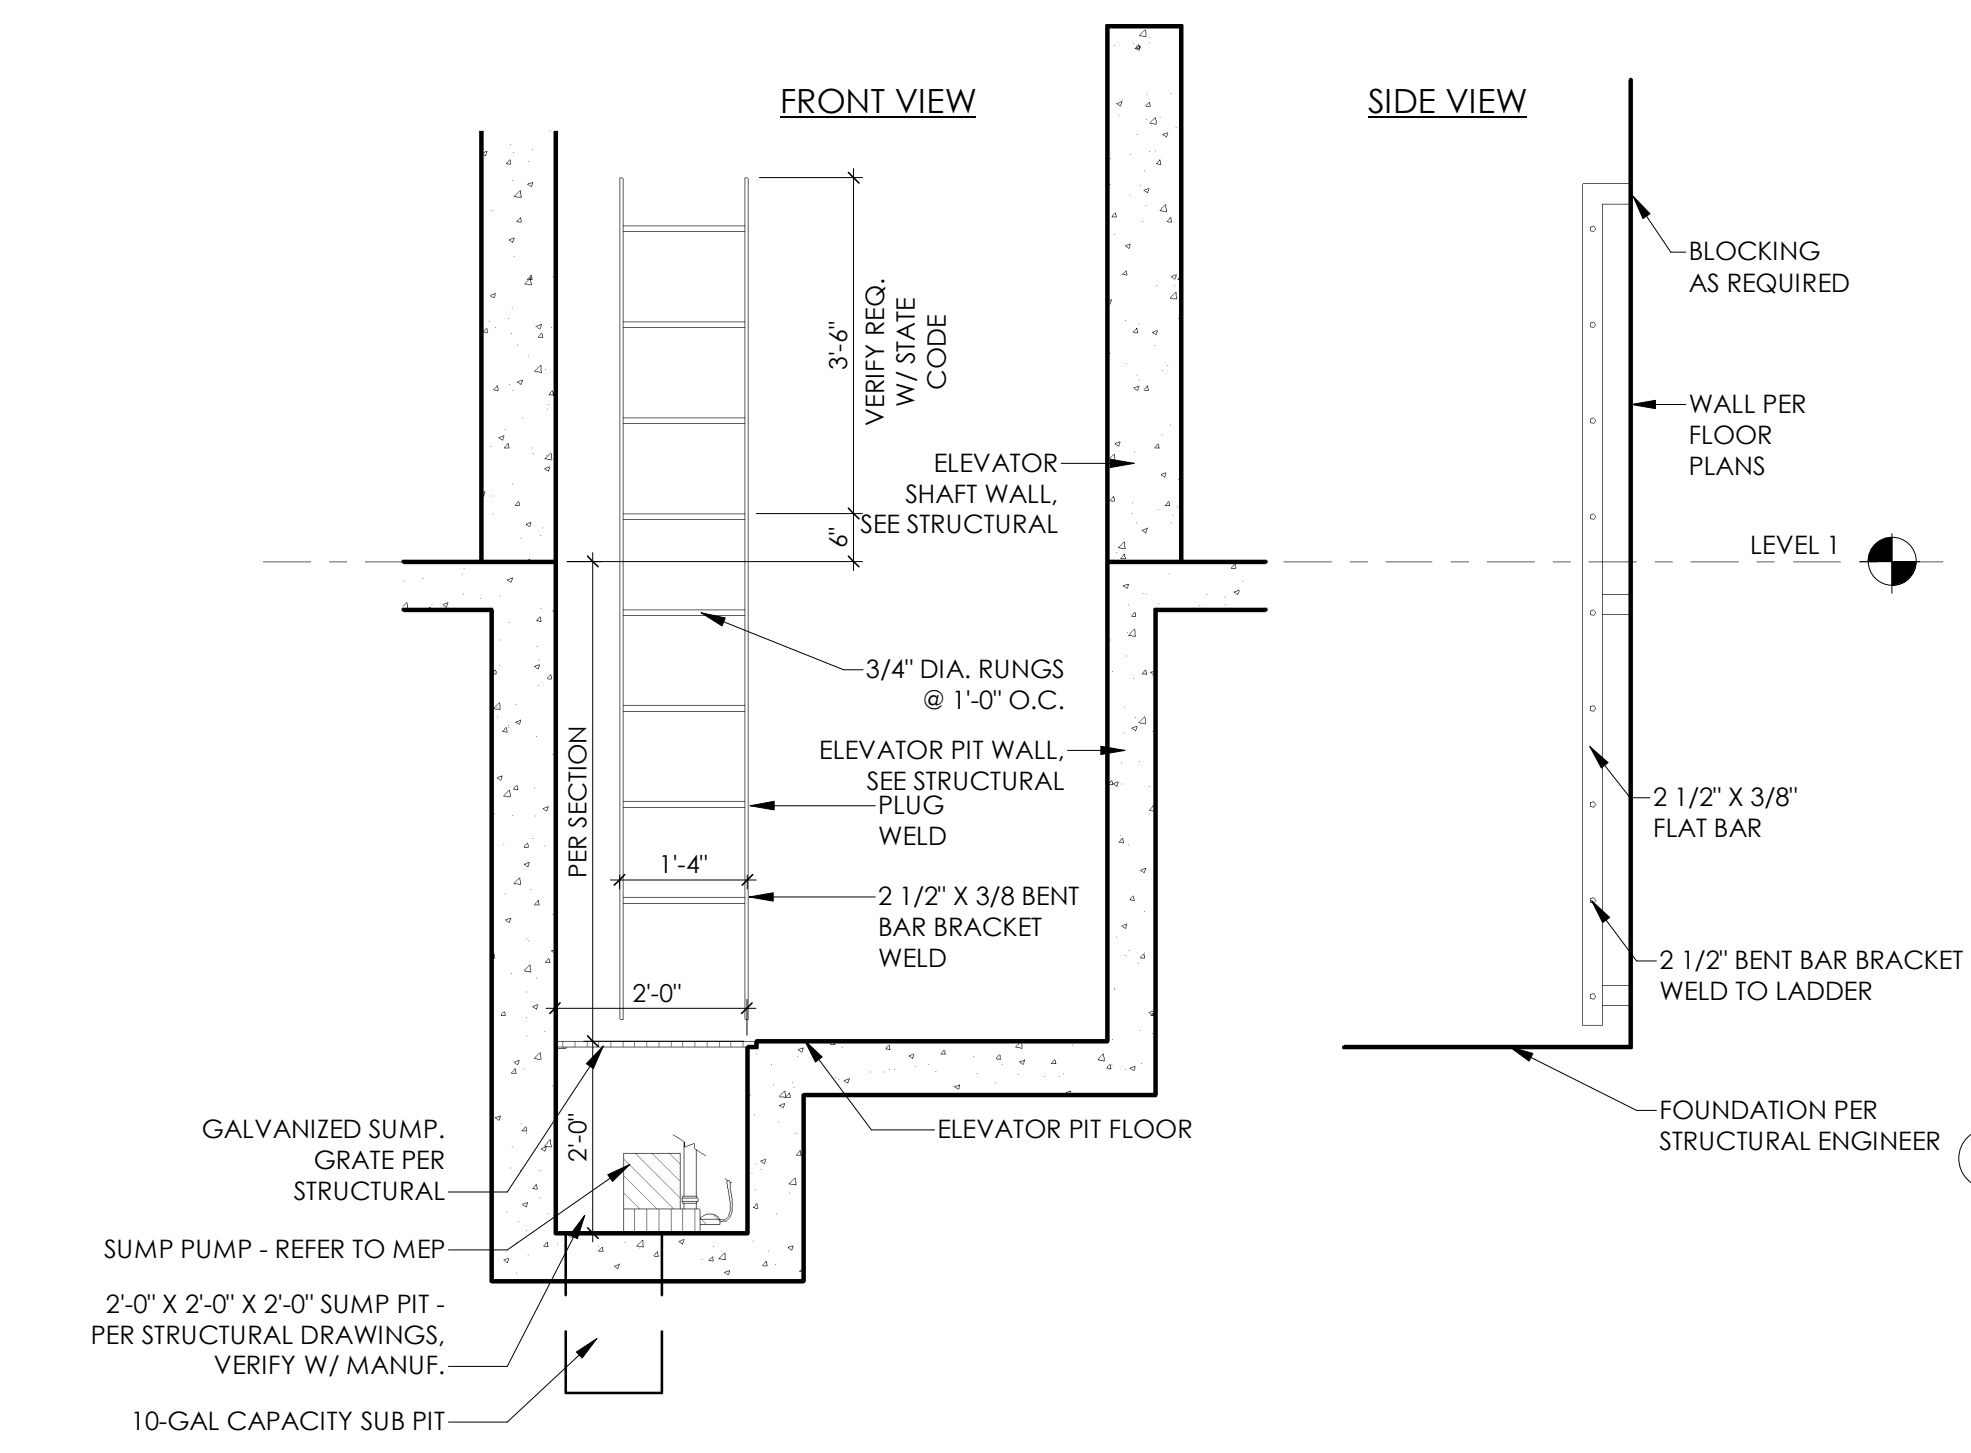 FRONT VIEW
SIDE VIEW
3'-6"
VERIFY REQ.
W/ STATE
CODE
6"
BLOCKING
AS REQUIRED
WALL PER
FLOOR
PLANS
ELEVATOR
SHAFT WALL,
SEE STRUCTURAL
LEVEL 1
3/4" DIA. RUNGS
@ 1'-0" O.C.
ELEVATOR PIT WALL,
SEE STRUCTURAL
PLUG
WELD
PER SECTION
1'-4"
2 1/2" X 3/8 BENT
BAR BRACKET
WELD
2'-0"
2 1/2" X 3/8"
FLAT BAR
2 1/2" BENT BAR BRACKET
WELD TO LADDER
FOUNDATION PER
STRUCTURAL ENGINEER
ELEVATOR PIT FLOOR
2'-0"
GALVANIZED SUMP.
GRATE PER
STRUCTURAL
SUMP PUMP - REFER TO MEP
2'-0" X 2'-0" X 2'-0" SUMP PIT -
PER STRUCTURAL DRAWINGS,
VERIFY W/ MANUF.
10-GAL CAPACITY SUB PIT